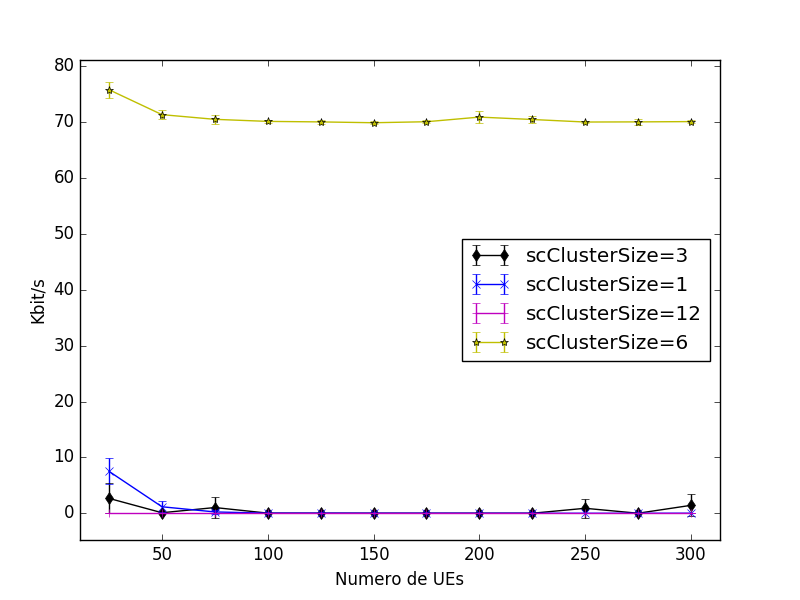 80
70
60
50
40
30
20
10
0
Kbit/s
scClusterSize=3
scClusterSize=1
scClusterSize=12
scClusterSize=6
50 100 150 200 250 300
Numero de UEs